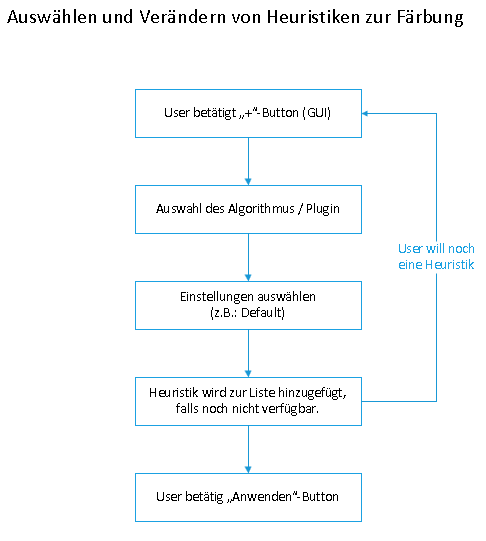 Auswählen und Verändern von Heuristiken zur Färbung
User betätigt „+“-Button (GUI)
Auswahl des Algorithmus / Plugin
User will noch
eine Heuristik
Einstellungen auswählen
(z.B.: Default)
Heuristik wird zur Liste hinzugefügt,
falls noch nicht verfügbar.
User betätig „Anwenden“-Button